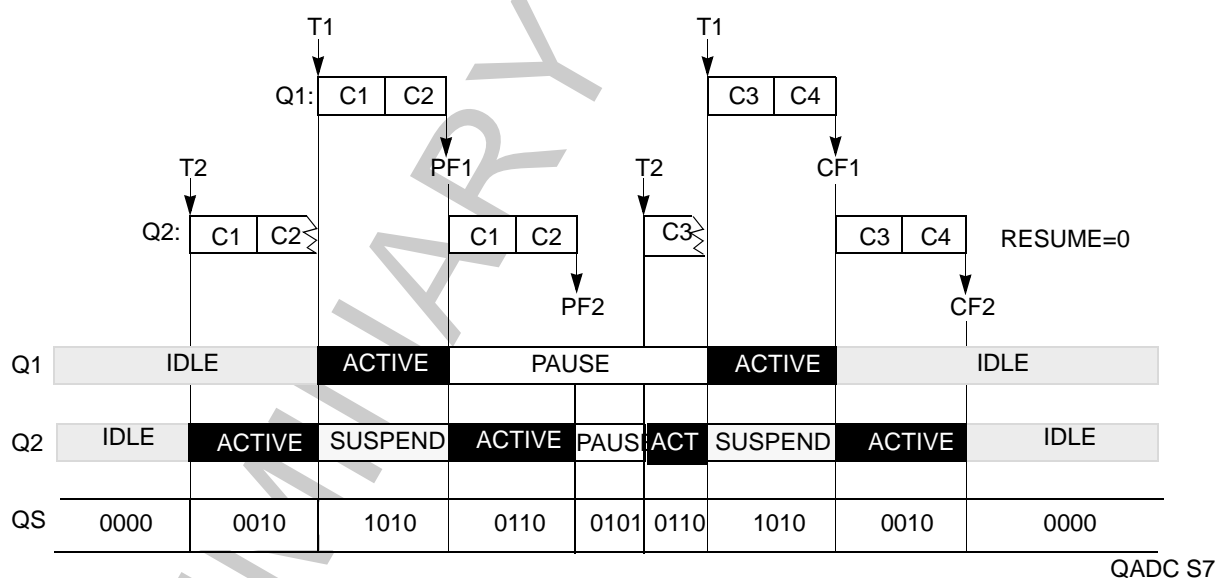 T1 T1
Q1: C1 C2 C3 C4
T2 PF1 T2 CF1
Q2: C1 C2 C1 C2 C3 C3 C4 RESUME=0
PF2 CF2
Q1 IDLE ACTIVE PAUSE ACTIVE IDLE
Q2 IDLE ACTIVE SUSPEND ACTIVE PAUSE ACT SUSPEND ACTIVE IDLE
QS 0000 0010 1010 0110 0101 0110 1010 0010 0000
QADC S7
MINARY